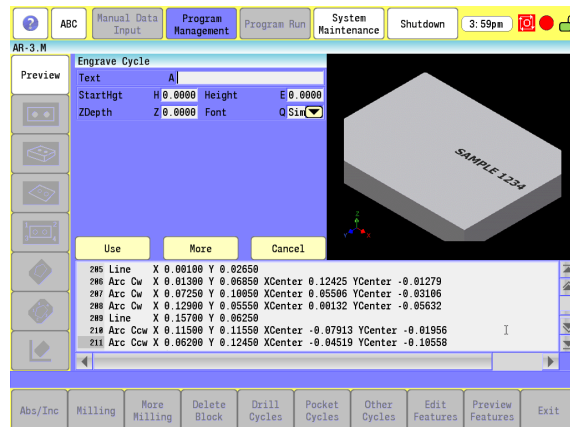 ?
ABC
Manual Data Input
Program Management
Program Run
System Maintenance
Shutdown
3:59pm
AR-3.M
Preview
Engrave Cycle
Text A
StartHgt H 0.0000 Height E 0.0000
ZDepth Z 0.0000 Font Q Sim
SAMPLE 1234
Z
Y X
Use More Cancel
205 Line X 0.00100 Y 0.02650
206 Arc Cw X 0.01300 Y 0.06850 XCenter 0.12425 YCenter -0.01279
207 Arc Cw X 0.07250 Y 0.10050 XCenter 0.05506 YCenter -0.03106
208 Arc Cw X 0.12900 Y 0.05550 XCenter 0.00132 YCenter -0.05632
209 Line X 0.15700 Y 0.06250
210 Arc Ccw X 0.11500 Y 0.11550 XCenter -0.07913 YCenter -0.01956
211 Arc Ccw X 0.06200 Y 0.12450 XCenter -0.04519 YCenter -0.10558
Abs/Inc
Milling
More Milling
Delete Block
Drill Cycles
Pocket Cycles
Other Cycles
Edit Features
Preview Features
Exit